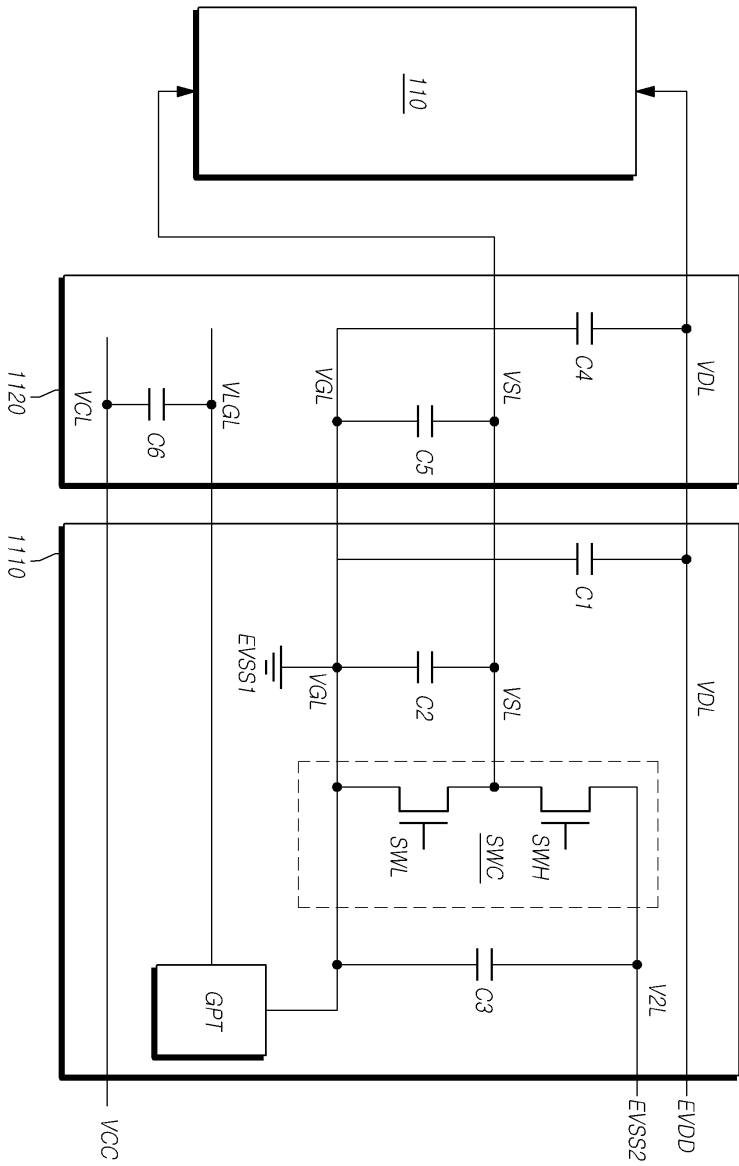 VDL
VDL
EVDD
V2L
EVSS2
C4
C1
SWH
VSL
VSL
SWC
C3
110
C5
C2
SWL
VGL
VGL
EVSS1
VLGL
GPT
C6
VCC
VCL
1120
1110